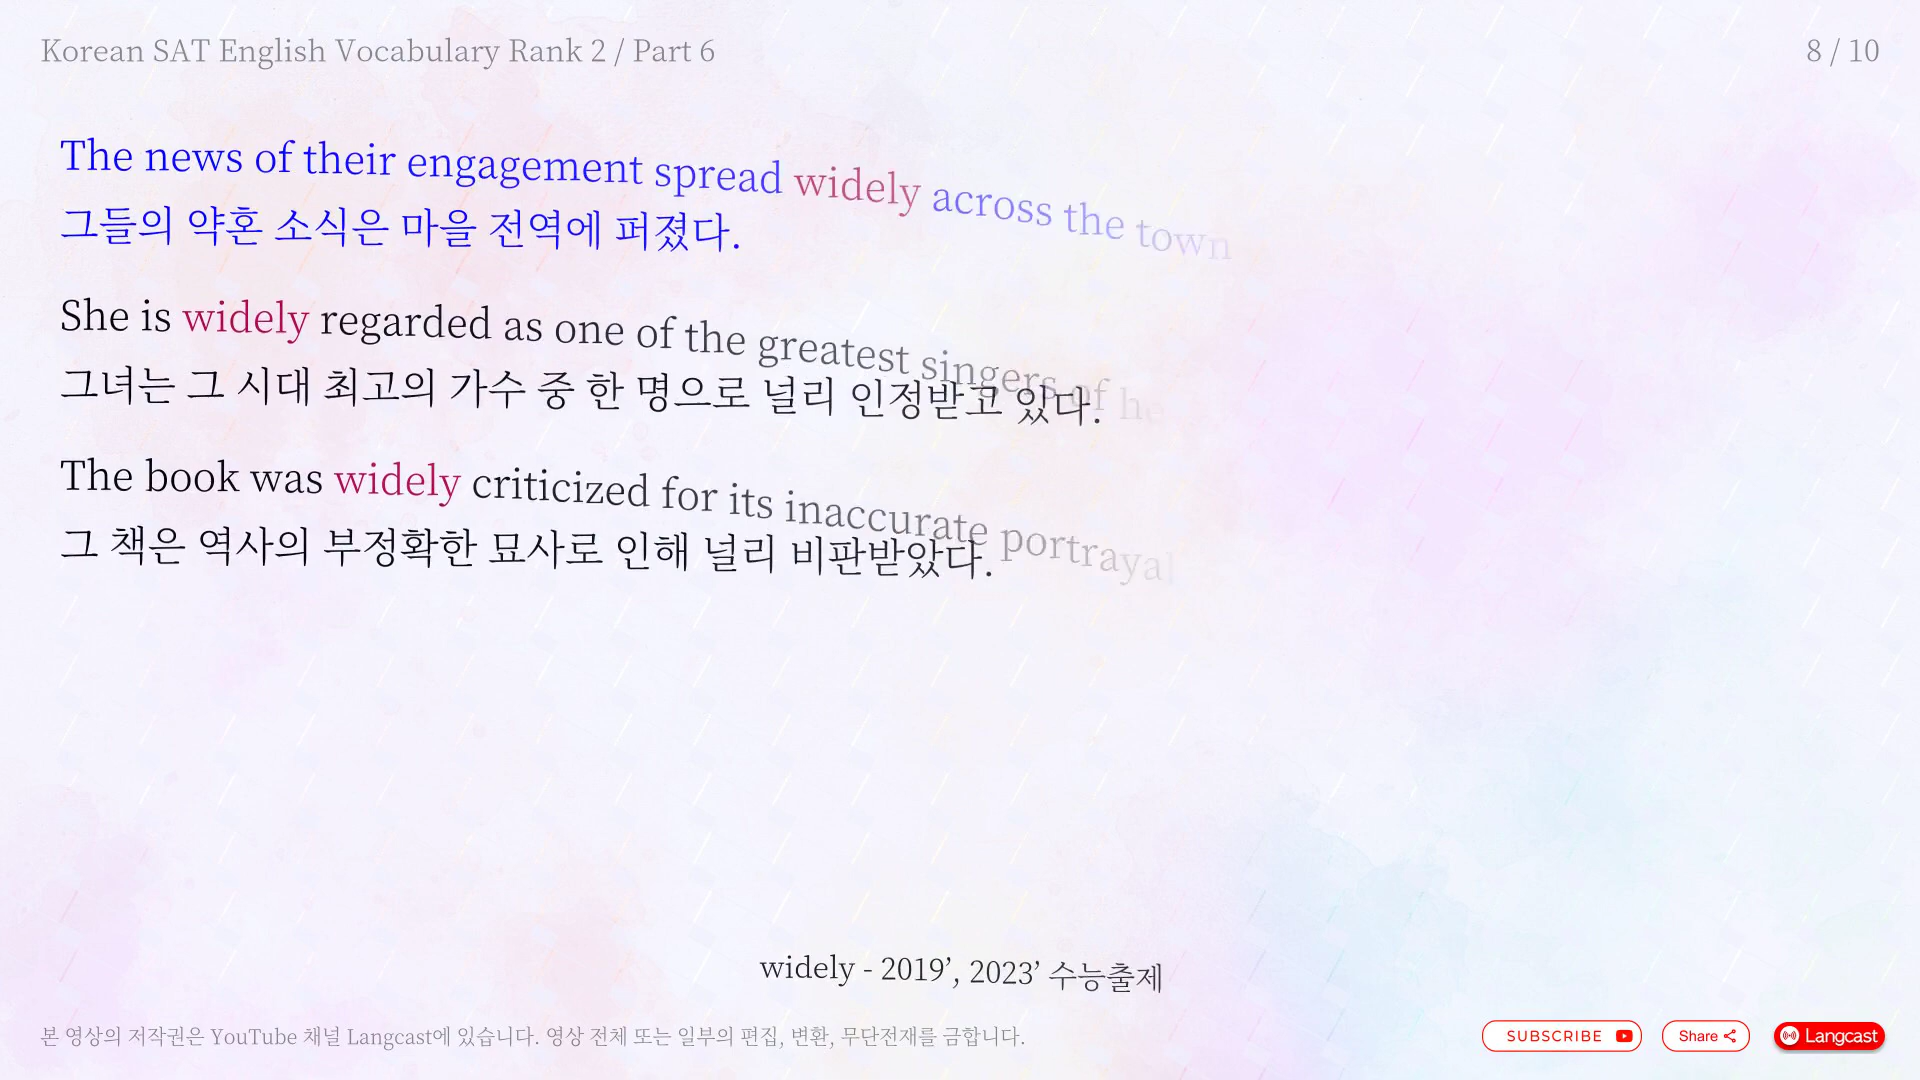 Korean SAT English Vocabulary Rank 2 / Part 6
8 / 10
The news of their engagement spread widely across the town
그들의 약혼 소식은 마을 전역에 퍼졌다.
She is widely regarded as one of the greatest singers of he
그녀는 그 시대 최고의 가수 중 한 명으로 널리 인정받고 있다.
The book was widely criticized for its inaccurate portrayal
그 책은 역사의 부정확한 묘사로 인해 널리 비판받았다.
widely - 2019’, 2023’ 수능출제
본 영상의 저작권은 YouTube 채널 Langcast에 있습니다. 영상 전체 또는 일부의 편집, 변환, 무단전재를 금합니다.
SUBSCRIBE
Share
Langcast